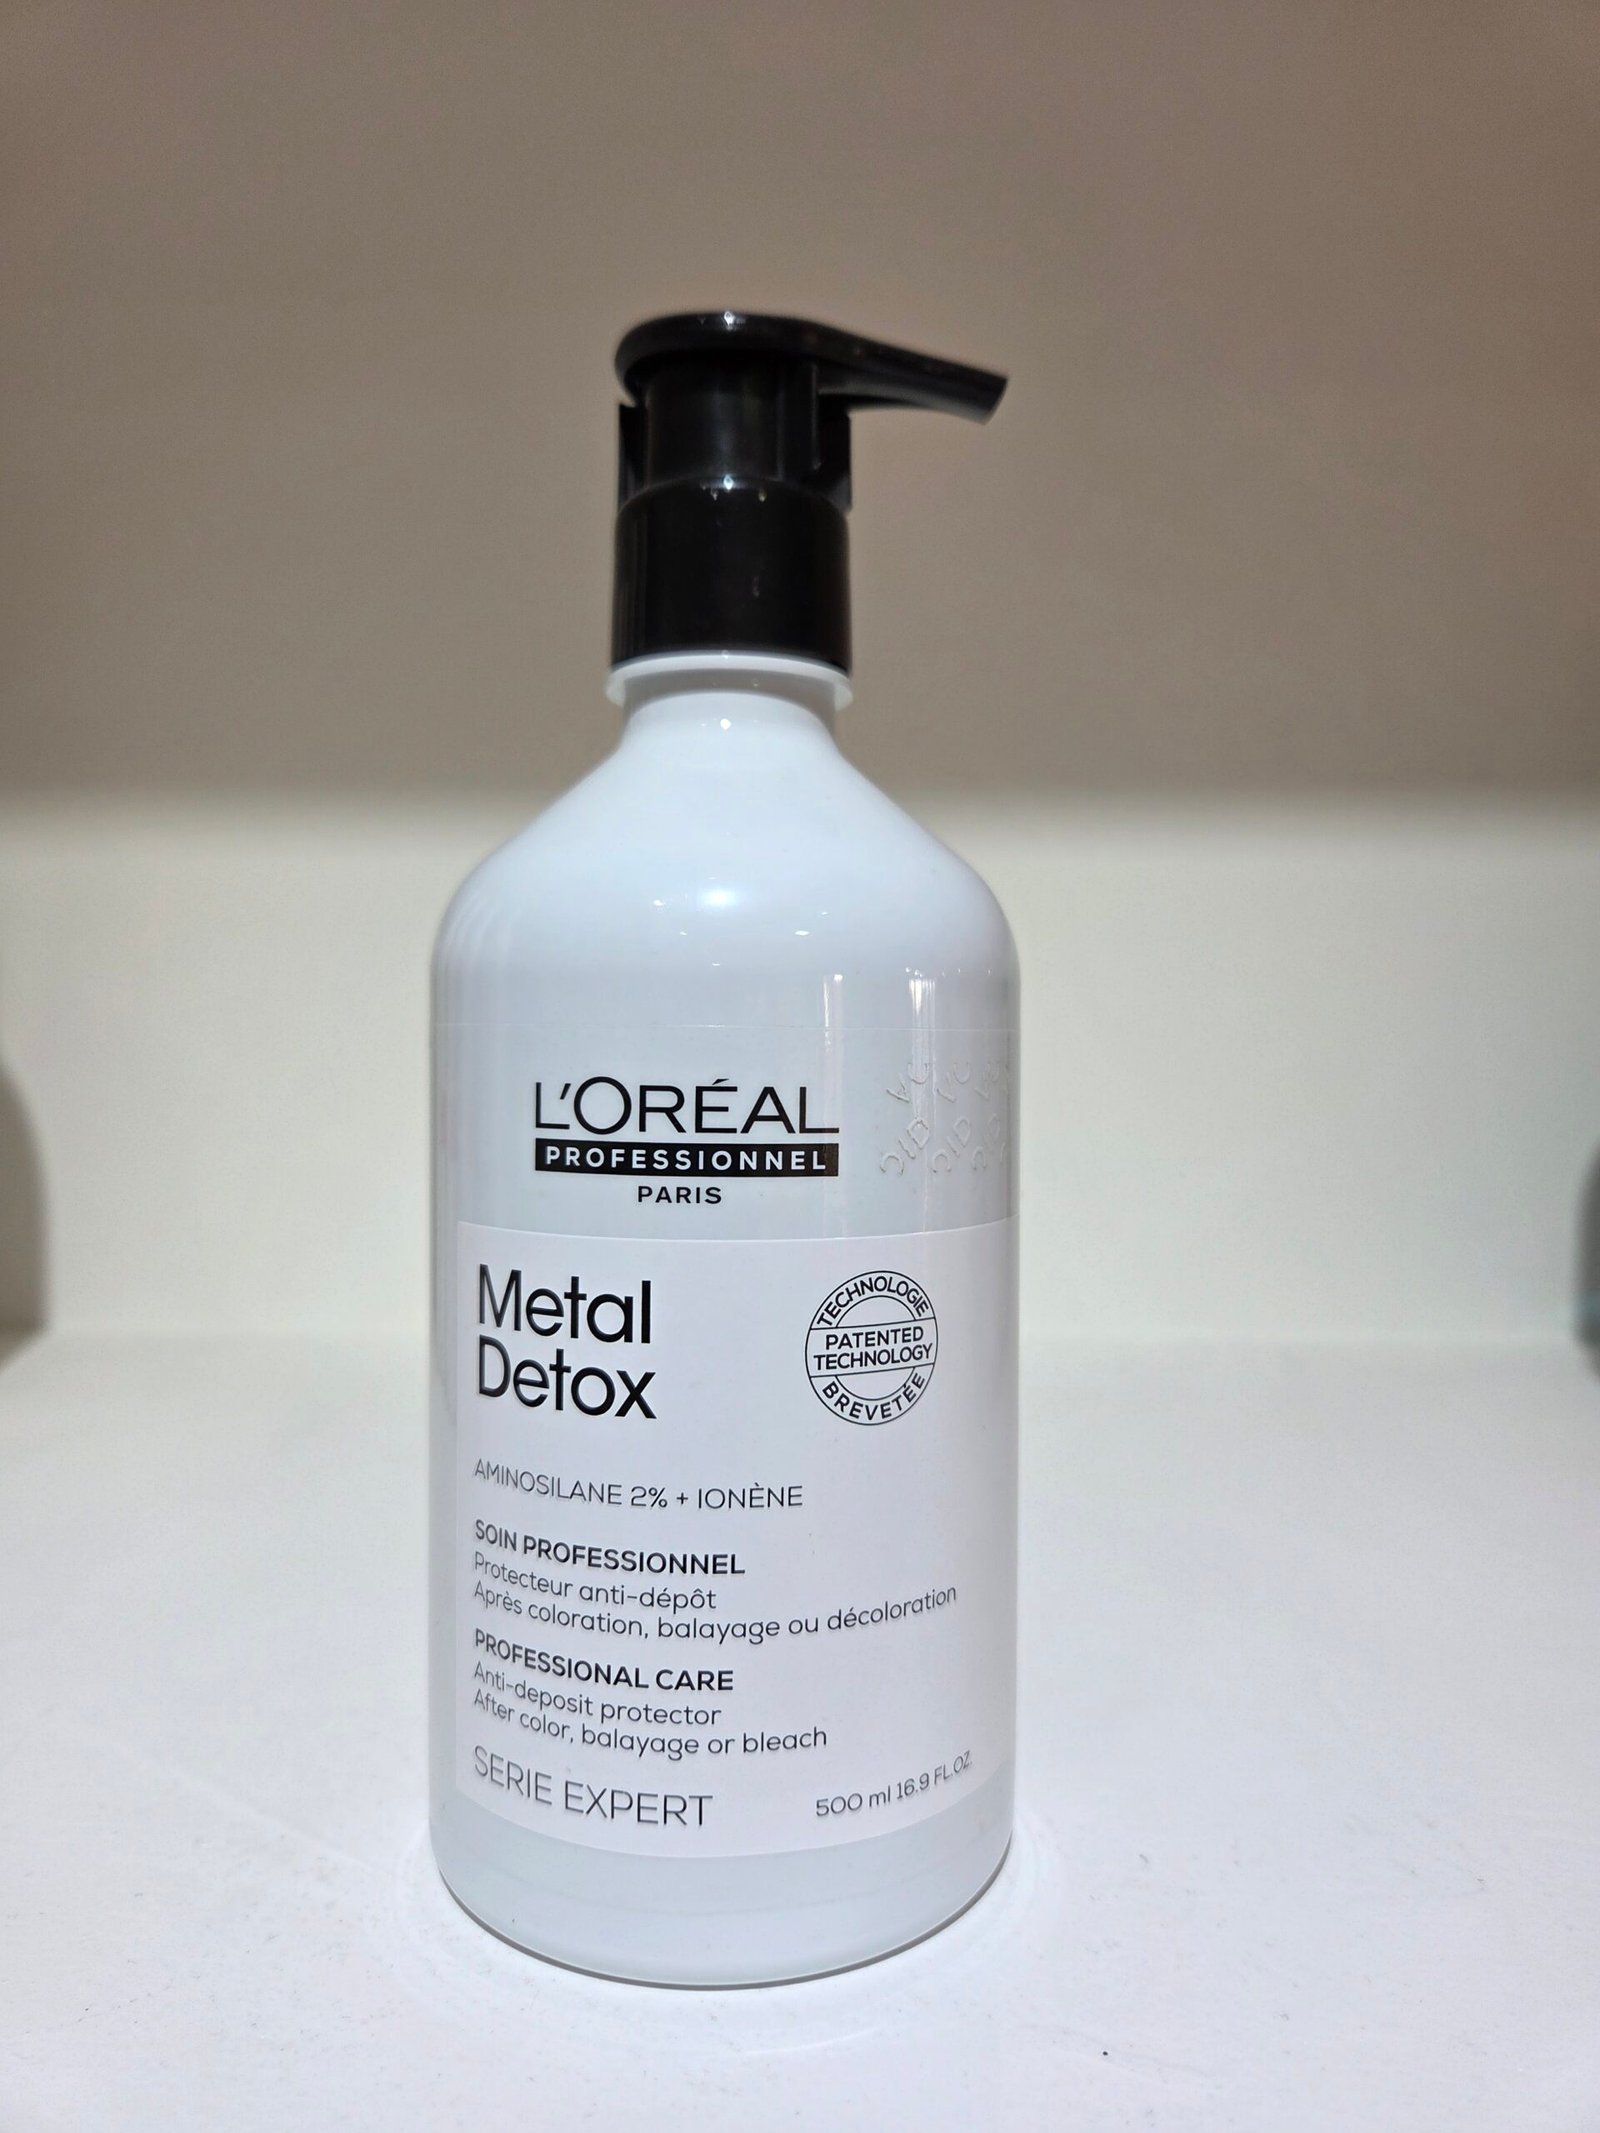 L'ORÉAL
PROFESSIONNEL
PARIS
Metal
Detox
TECHNOLOGIE
PATENTED
TECHNOLOGY
BREVETÉE
AMINOSILANE 2% + IONÈNE
SOIN PROFESSIONNEL
Protecteur anti-dépôt
Après coloration, balayage ou décoloration
PROFESSIONAL CARE
Anti-deposit protector
After color, balayage or bleach
SERIE EXPERT
500 ml 16.9 FL.OZ.